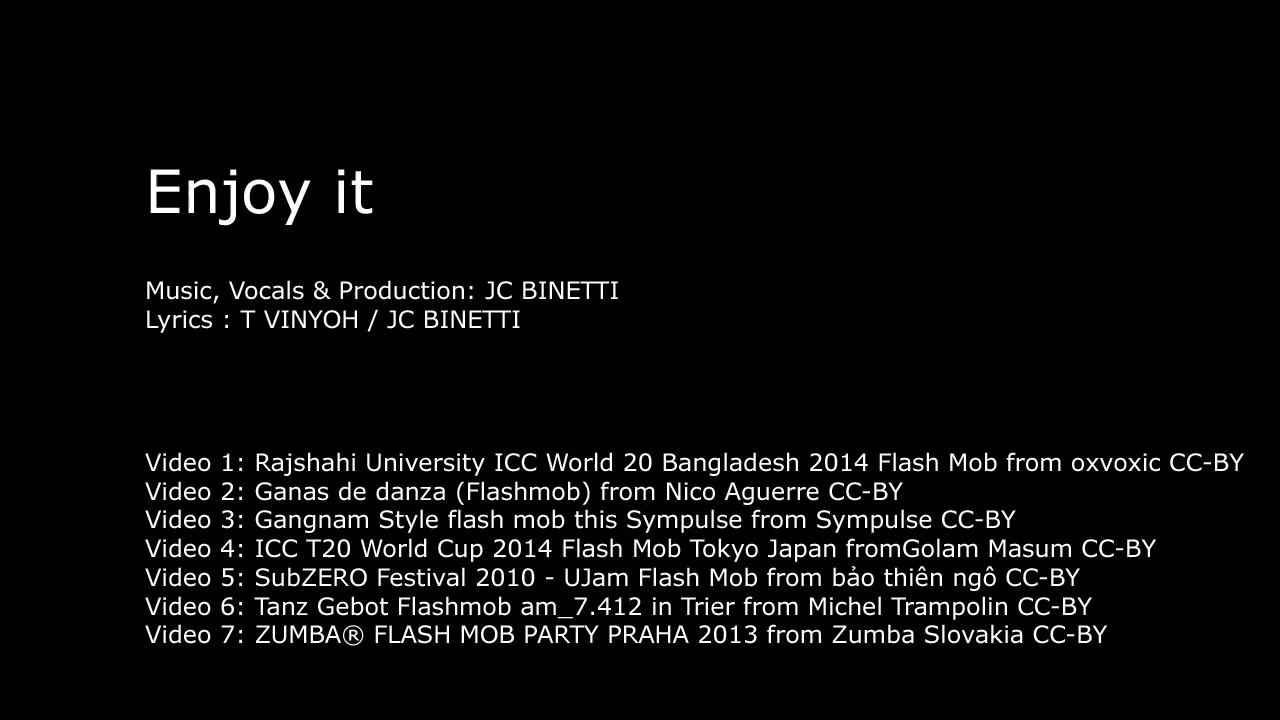 Enjoy it
Music, Vocals & Production: JC BINETTI
Lyrics : T VINYOH / JC BINETTI
Video 1: Rajshahi University ICC World 20 Bangladesh 2014 Flash Mob from oxvoxic CC-BY
Video 2: Ganas de danza (Flashmob) from Nico Aguerre CC-BY
Video 3: Gangnam Style flash mob this Sympulse from Sympulse CC-BY
Video 4: ICC T20 World Cup 2014 Flash Mob Tokyo Japan fromGolam Masum CC-BY
Video 5: SubZERO Festival 2010 - UJam Flash Mob from bảo thiên ngô CC-BY
Video 6: Tanz Gebot Flashmob am_7.412 in Trier from Michel Trampolin CC-BY
Video 7: ZUMBA® FLASH MOB PARTY PRAHA 2013 from Zumba Slovakia CC-BY